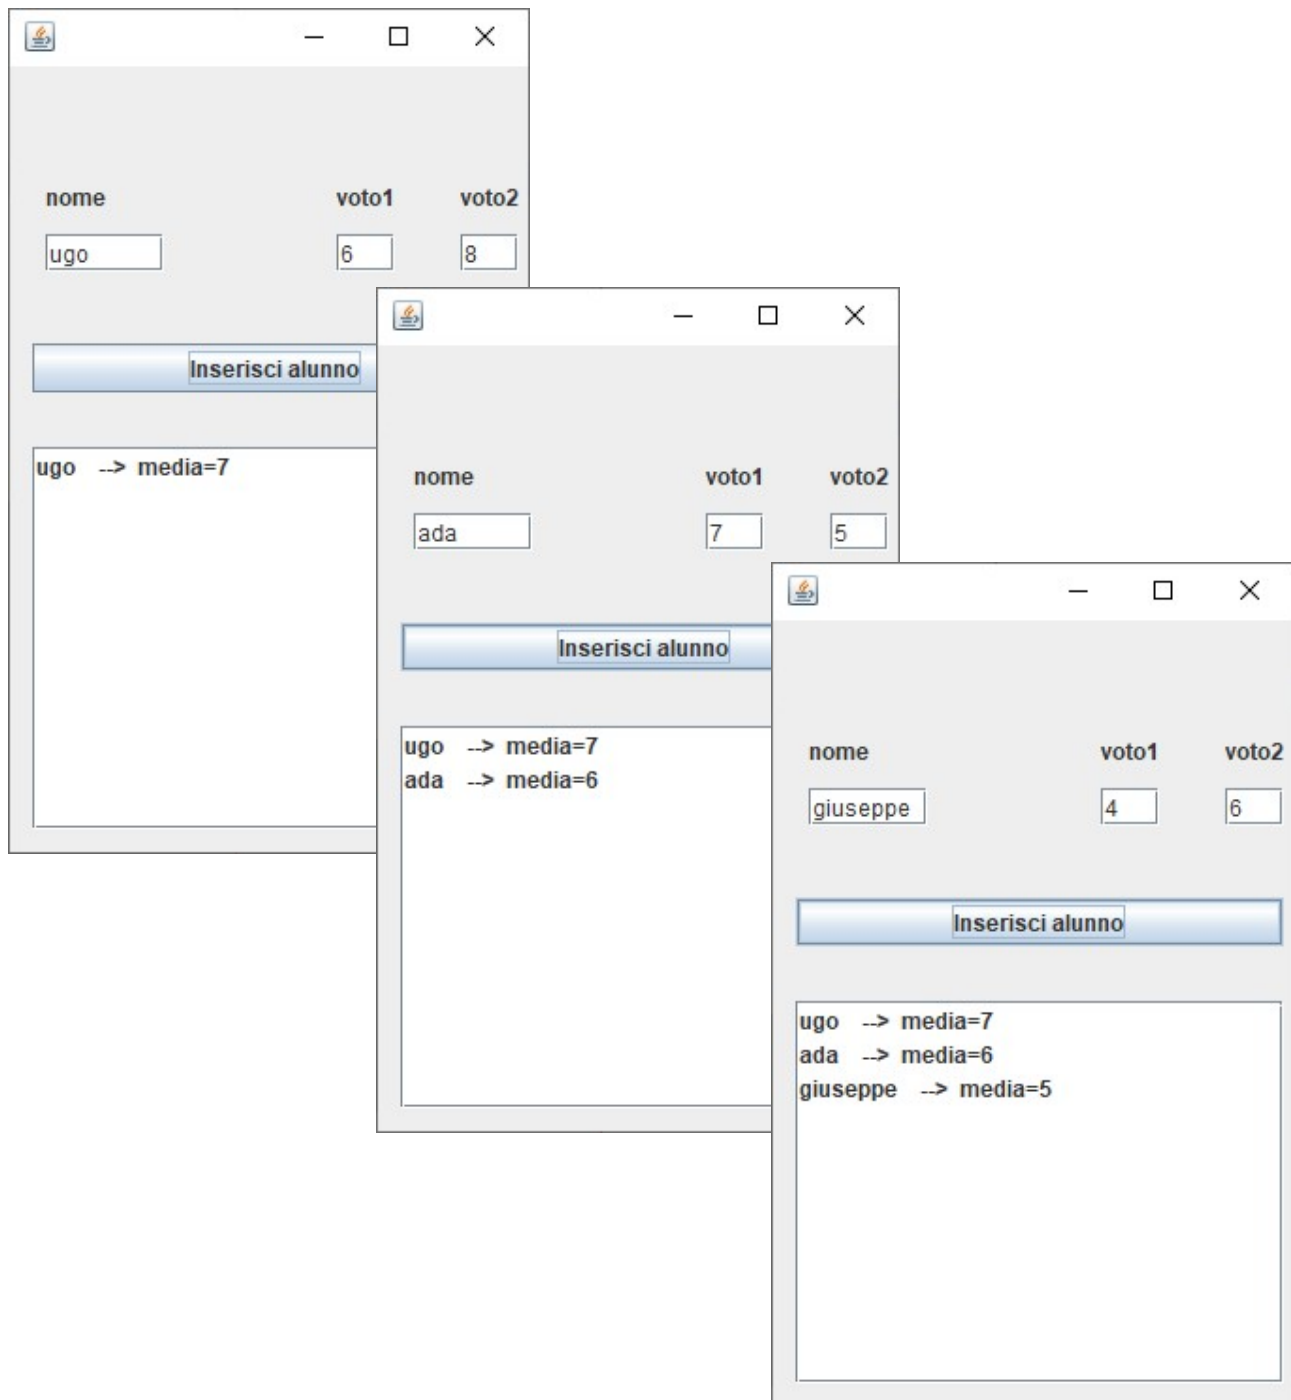 nome voto1 voto2
ugo 6 8
Inserisci alunno
ugo --> media=7
nome voto1 voto2
ada 7 5
Inserisci alunno
ugo --> media=7
ada --> media=6
nome voto1 voto2
giuseppe 4 6
Inserisci alunno
ugo --> media=7
ada --> media=6
giuseppe --> media=5